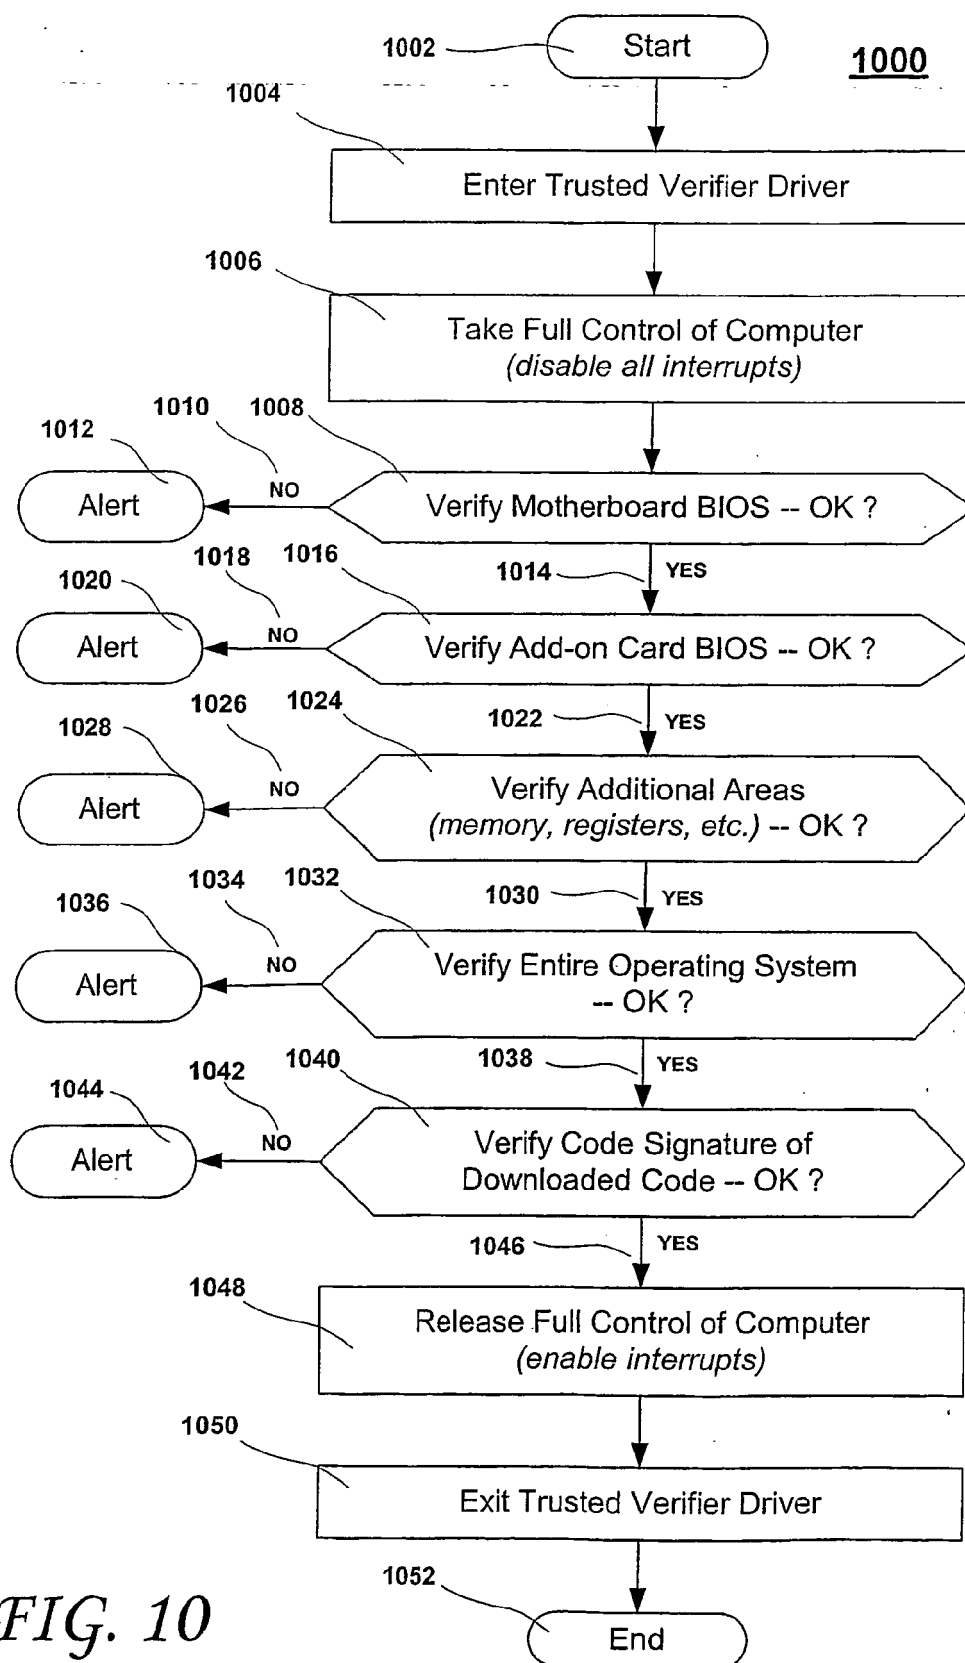 1002
Start
1000
1004
Enter Trusted Verifier Driver
1006
Take Full Control of Computer
(disable all interrupts)
1010
1008
1012
Alert
NO
Verify Motherboard BIOS -- OK ?
1014
YES
1018
1016
1020
Alert
NO
Verify Add-on Card BIOS -- OK ?
1022
YES
1026
1024
1028
Alert
NO
Verify Additional Areas
(memory, registers, etc.) -- OK ?
1030
YES
1034
1032
1036
Alert
NO
Verify Entire Operating System
-- OK ?
1038
YES
1042
1040
1044
Alert
NO
Verify Code Signature of
Downloaded Code -- OK ?
1046
YES
1048
Release Full Control of Computer
(enable interrupts)
1050
Exit Trusted Verifier Driver
1052
End
FIG. 10